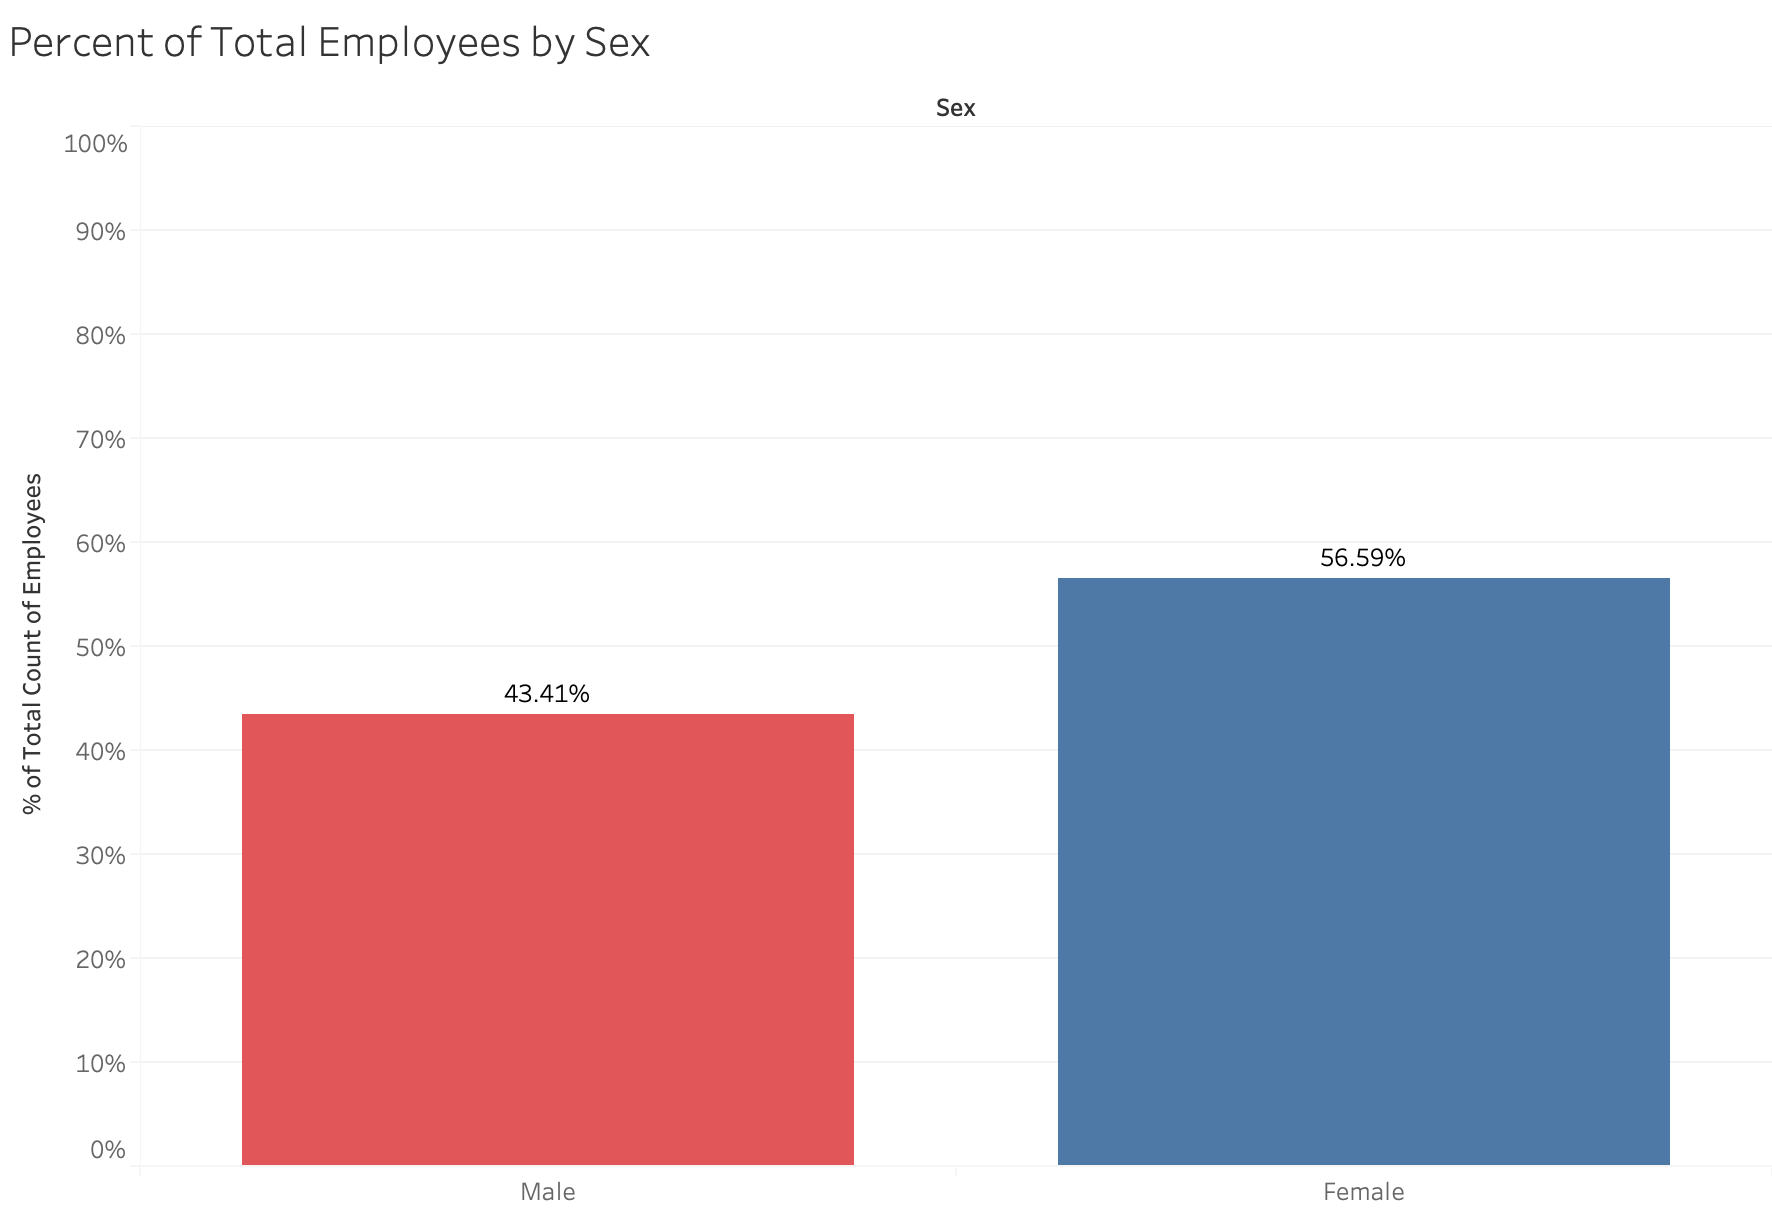 Percent of Total Employees by Sex
Sex
100%
90%
80%
70%
60%
50%
40%
30%
20%
10%
0%
% of Total Count of Employees
43.41%
56.59%
Male
Female